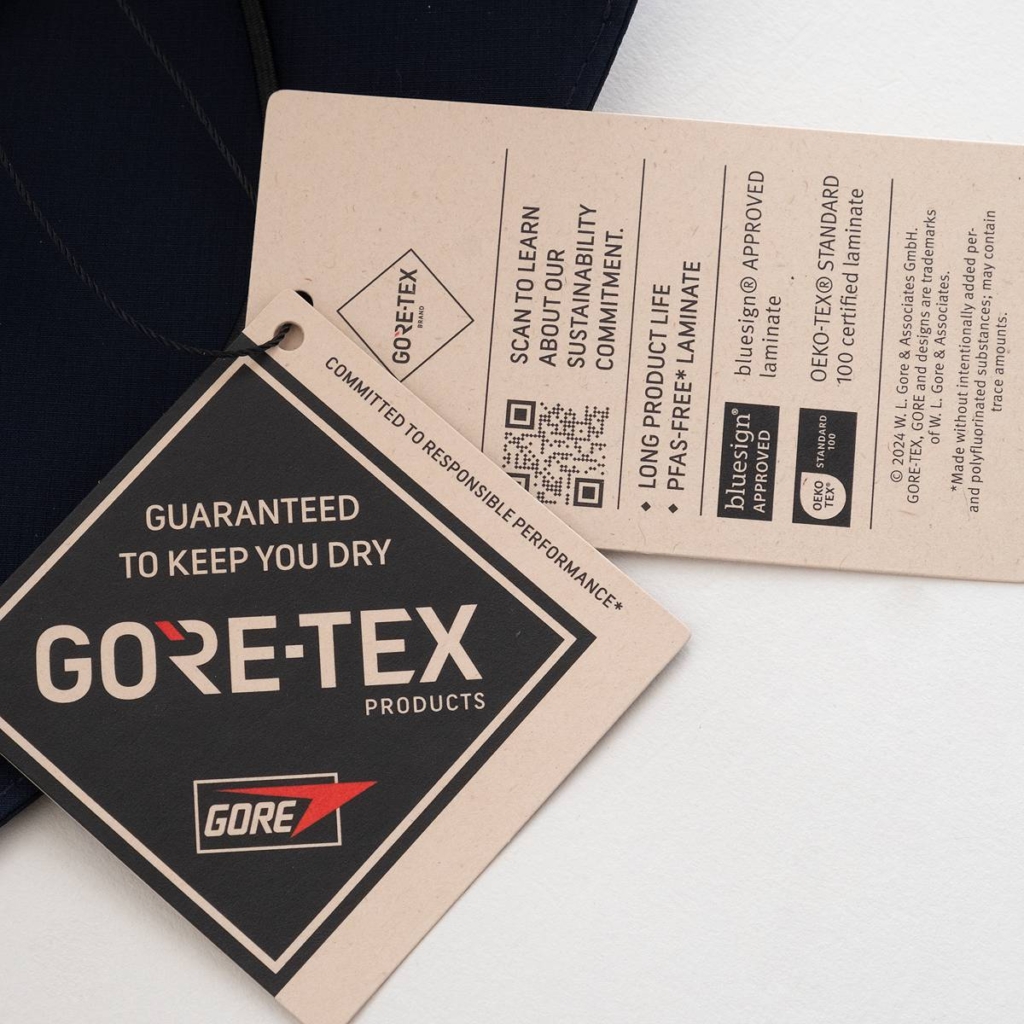 COMMITTED TO RESPONSIBLE PERFORMANCE*
GUARANTEED
TO KEEP YOU DRY
GORE-TEX
PRODUCTS
GORE
GORE-TEX
BRAND
SCAN TO LEARN
ABOUT OUR
SUSTAINABILITY
COMMITMENT.
◆ LONG PRODUCT LIFE
◆ PFAS-FREE* LAMINATE
bluesign®
APPROVED
bluesign® APPROVED
laminate
OEKO
TEX®
STANDARD
100
OEKO-TEX® STANDARD
100 certified laminate
© 2024 W. L. Gore & Associates GmbH.
GORE-TEX, GORE and designs are trademarks
of W. L. Gore & Associates.
*Made without intentionally added per-
and polyfluorinated substances; may contain
trace amounts.